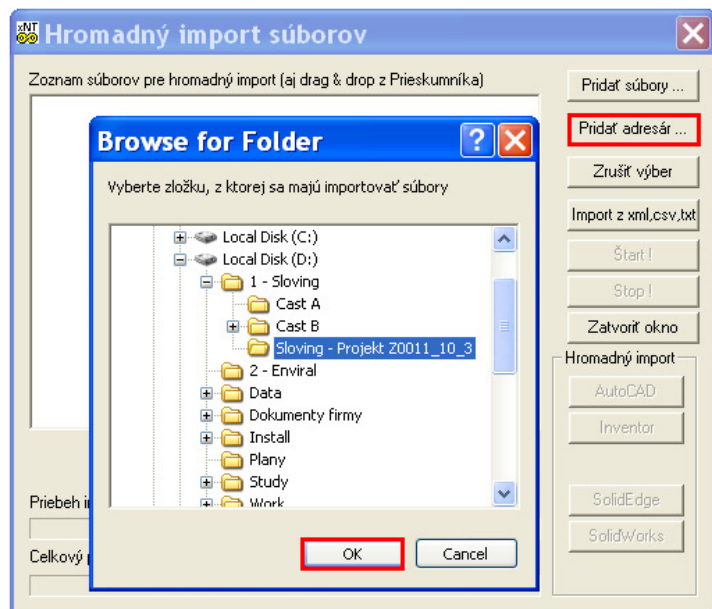 xNT
Hromadný import súborov
Zoznam súborov pre hromadný import (aj drag & drop z Prieskumníka)
Pridať súbory ...
Pridať adresár ...
Zrušiť výber
Import z xml,csv,txt
Štart !
Stop !
Zatvoriť okno
Hromadný import
AutoCAD
Inventor
SolidEdge
SolidWorks
Browse for Folder
Vyberte zložku, z ktorej sa majú importovať súbory
Local Disk (C:)
Local Disk (D:)
1 - Sloving
Cast A
Cast B
Sloving - Projekt Z0011_10_3
2 - Enviral
Data
Dokumenty firmy
Install
Plany
Study
Work
OK
Cancel
Priebeh
Celkový